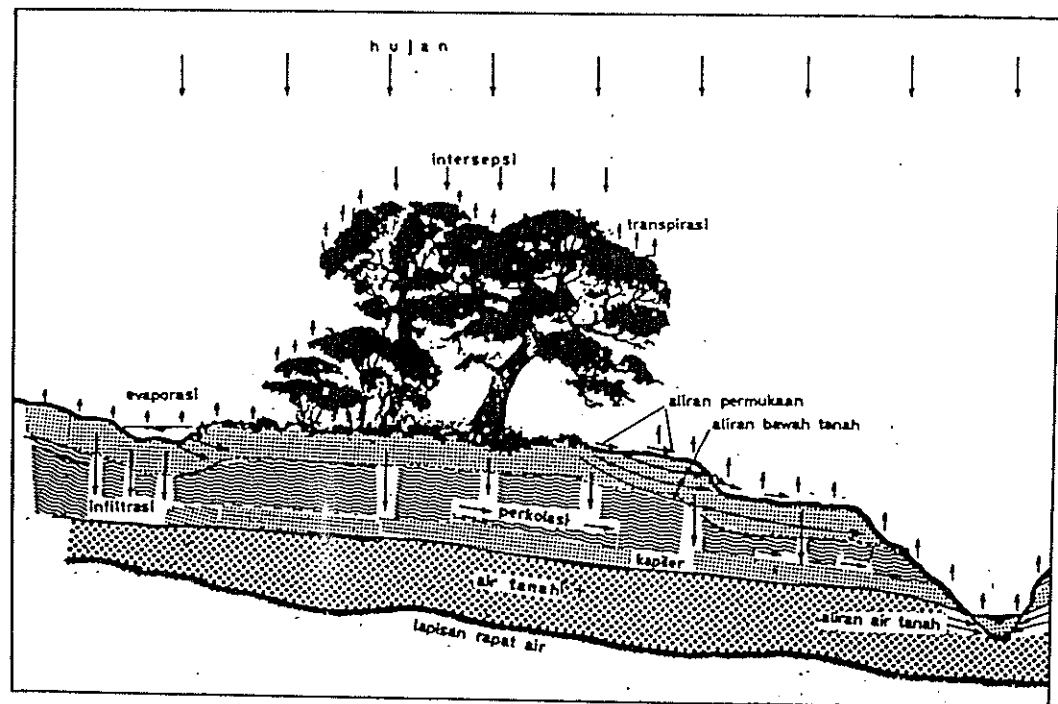 hujan
intersepsi
transpirasi
evaporasi
aliran permukaan
aliran bawah tanah
infiltrasi
perkolasi
kapiler
air tanah
aliran air tanah
lapisan rapat air